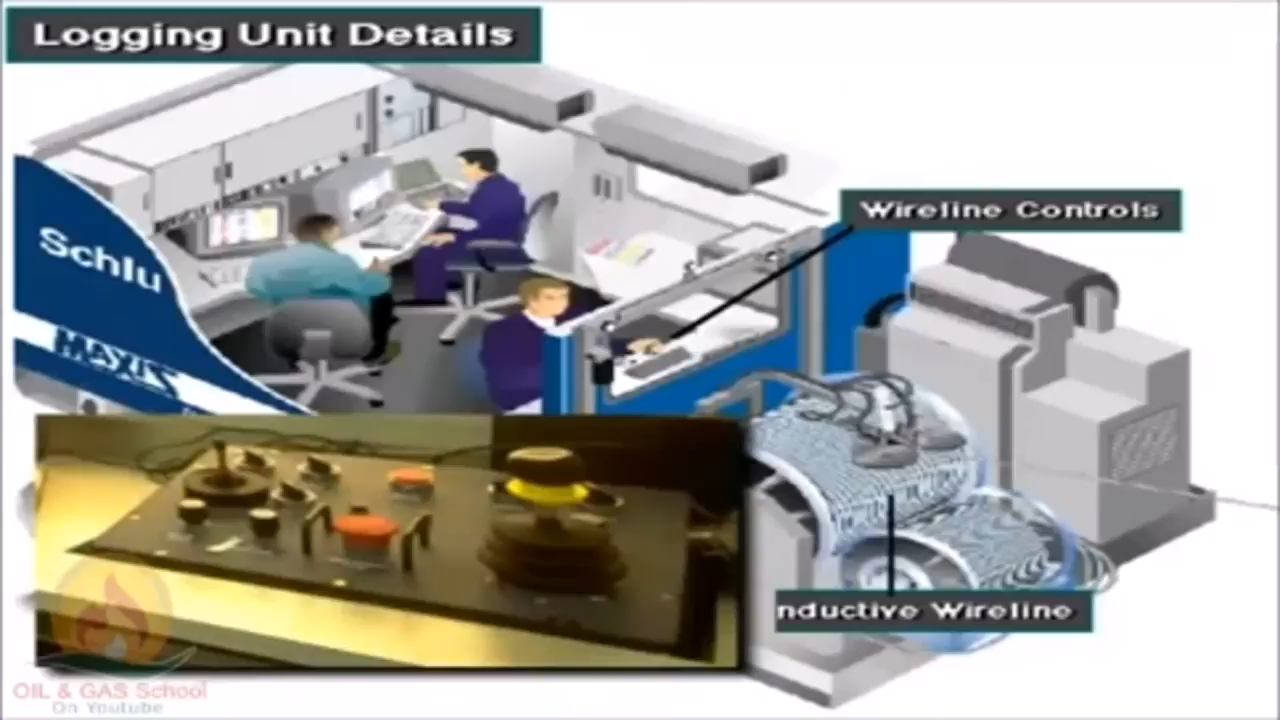 Logging Unit Details
Wireline Controls
Schlu
MAXIS
nductive Wireline
OIL & GAS School
On Youtube